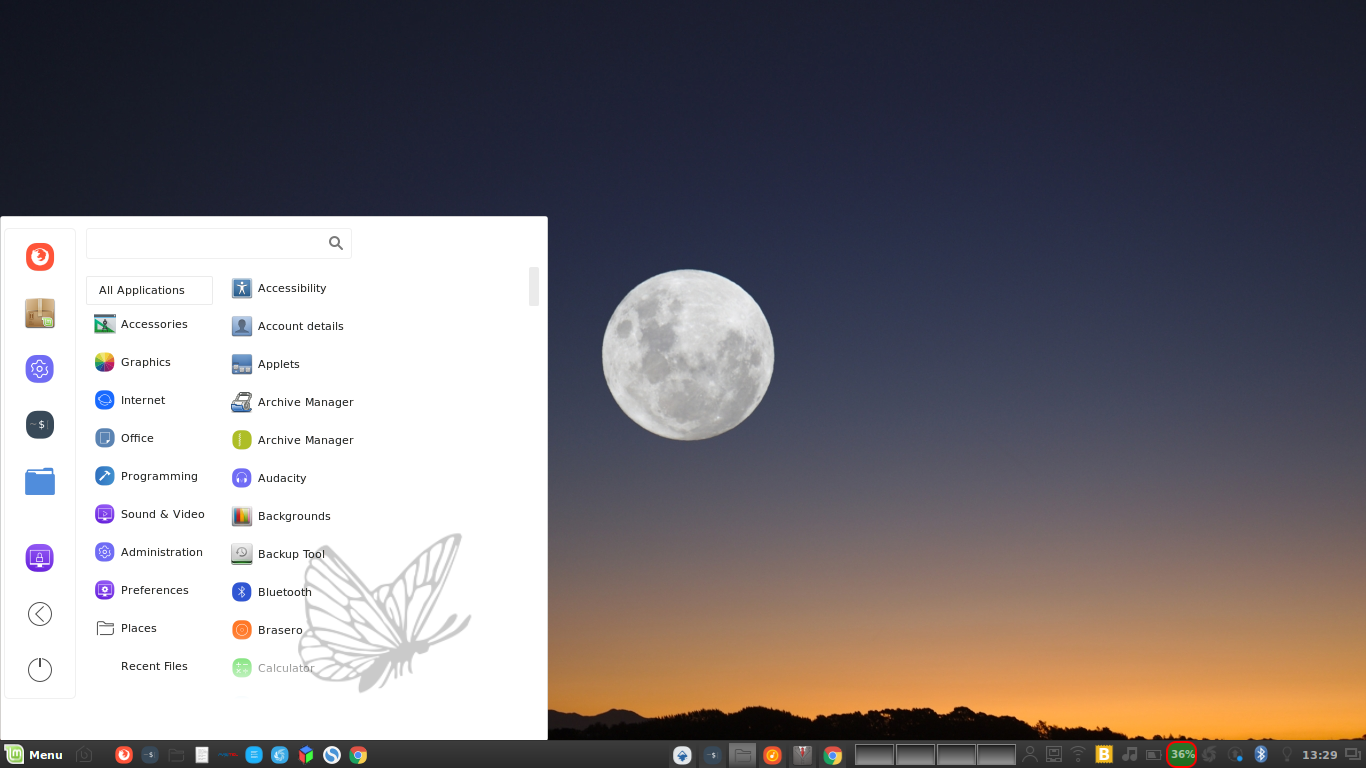 All Applications
Accessories
Graphics
Internet
Office
Programming
Sound & Video
Administration
Preferences
Places
Recent Files
Accessibility
Account details
Applets
Archive Manager
Archive Manager
Audacity
Backgrounds
Backup Tool
Bluetooth
Brasero
Calculator
~$
Menu
~$
~$
B
36%
13:29